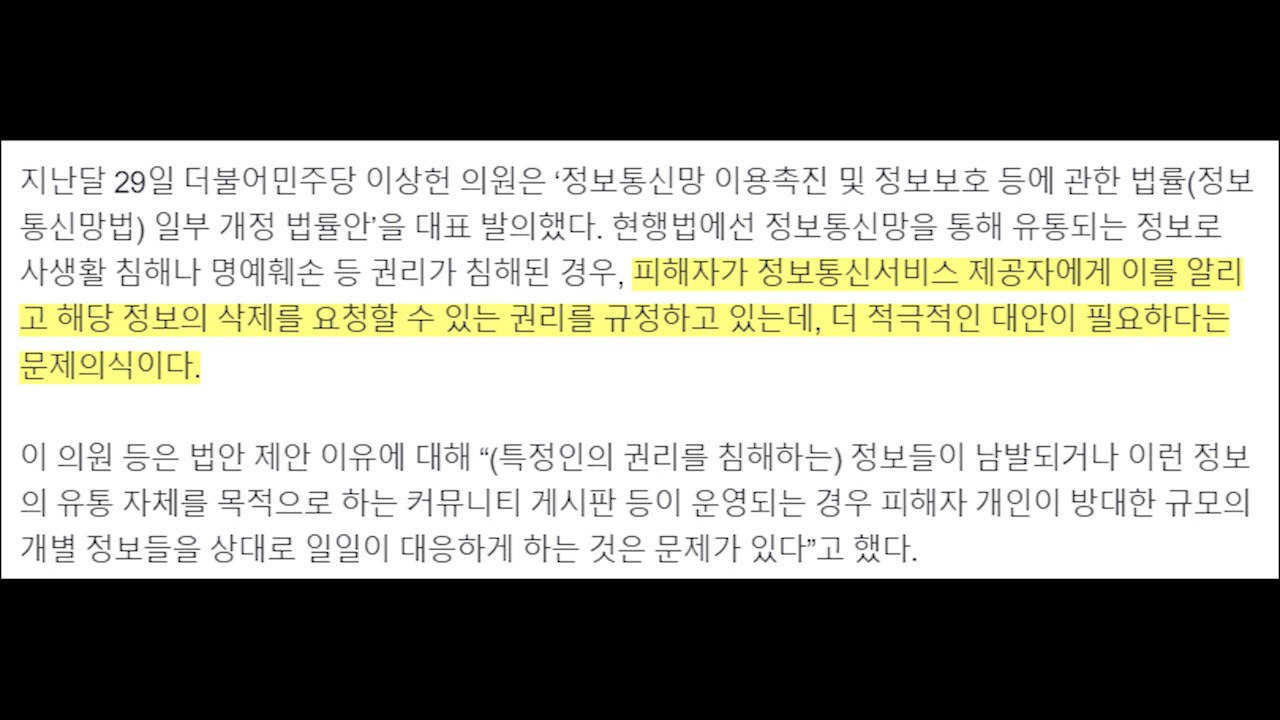 지난달 29일 더불어민주당 이상헌 의원은 ‘정보통신망 이용촉진 및 정보보호 등에 관한 법률(정보
통신망법) 일부 개정 법률안’을 대표 발의했다. 현행법에선 정보통신망을 통해 유통되는 정보로
사생활 침해나 명예훼손 등 권리가 침해된 경우, 피해자가 정보통신서비스 제공자에게 이를 알리
고 해당 정보의 삭제를 요청할 수 있는 권리를 규정하고 있는데, 더 적극적인 대안이 필요하다는
문제의식이다.
이 의원 등은 법안 제안 이유에 대해 “(특정인의 권리를 침해하는) 정보들이 남발되거나 이런 정보
의 유통 자체를 목적으로 하는 커뮤니티 게시판 등이 운영되는 경우 피해자 개인이 방대한 규모의
개별 정보들을 상대로 일일이 대응하게 하는 것은 문제가 있다”고 했다.